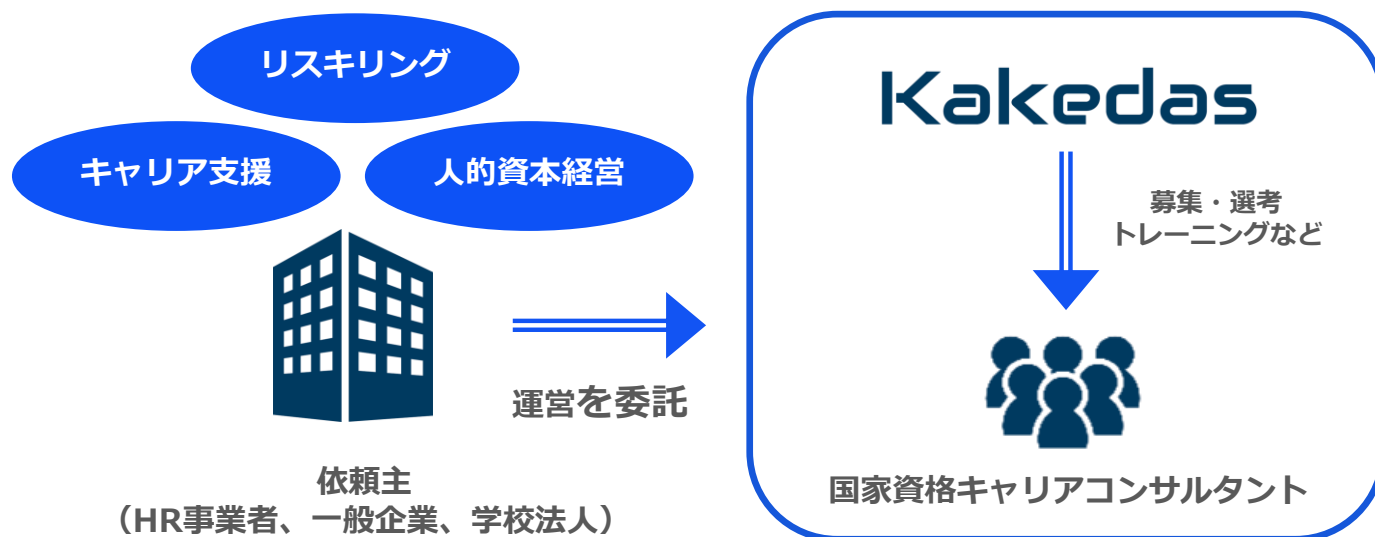 リスキリング
キャリア支援
人的資本経営
運営を委託
依頼主
（HR事業者、一般企業、学校法人）
Kakedas
募集・選考
トレーニングなど
国家資格キャリアコンサルタント